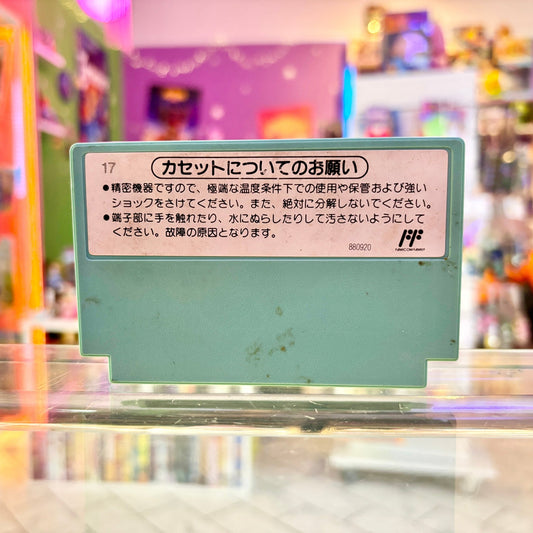 17
カセットについてのお願い
●精密機器ですので、極端な温度条件下での使用や保管および強い
ショックをさけてください。また、絶対に分解しないでください。
●端子部に手を触れたり、水にぬらしたりして汚さないようにして
ください。故障の原因となります。
880920
FAMICOM FAMILY